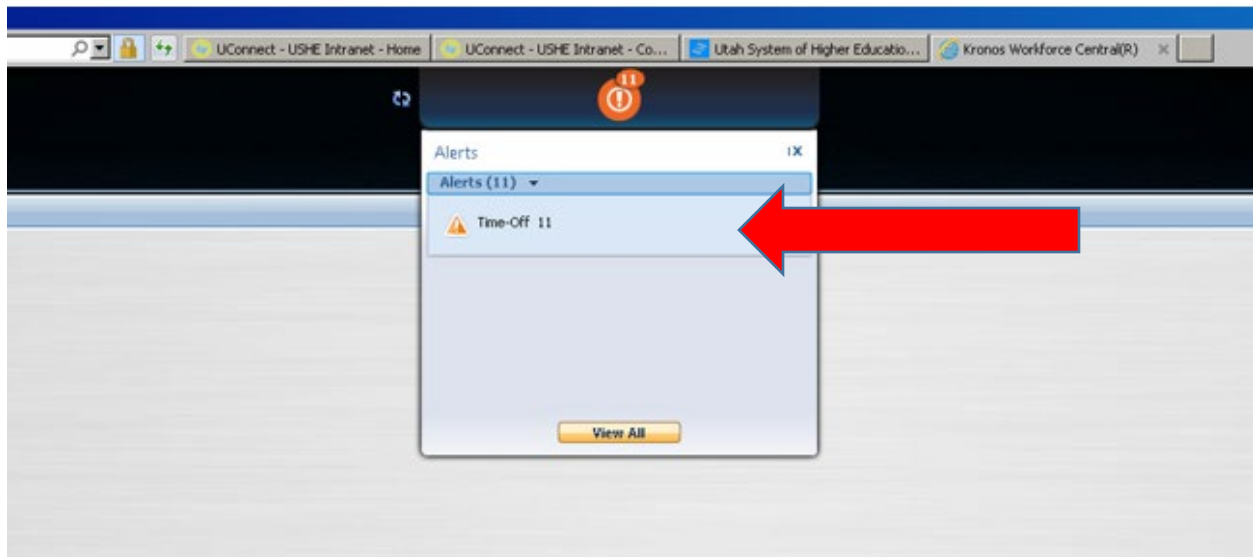 UConnect - USHE Intranet - Home
UConnect - USHE Intranet - Co...
Utah System of Higher Educatio...
Kronos Workforce Central(R)
11
Alerts
Alerts (11)
Time-Off 11
View All